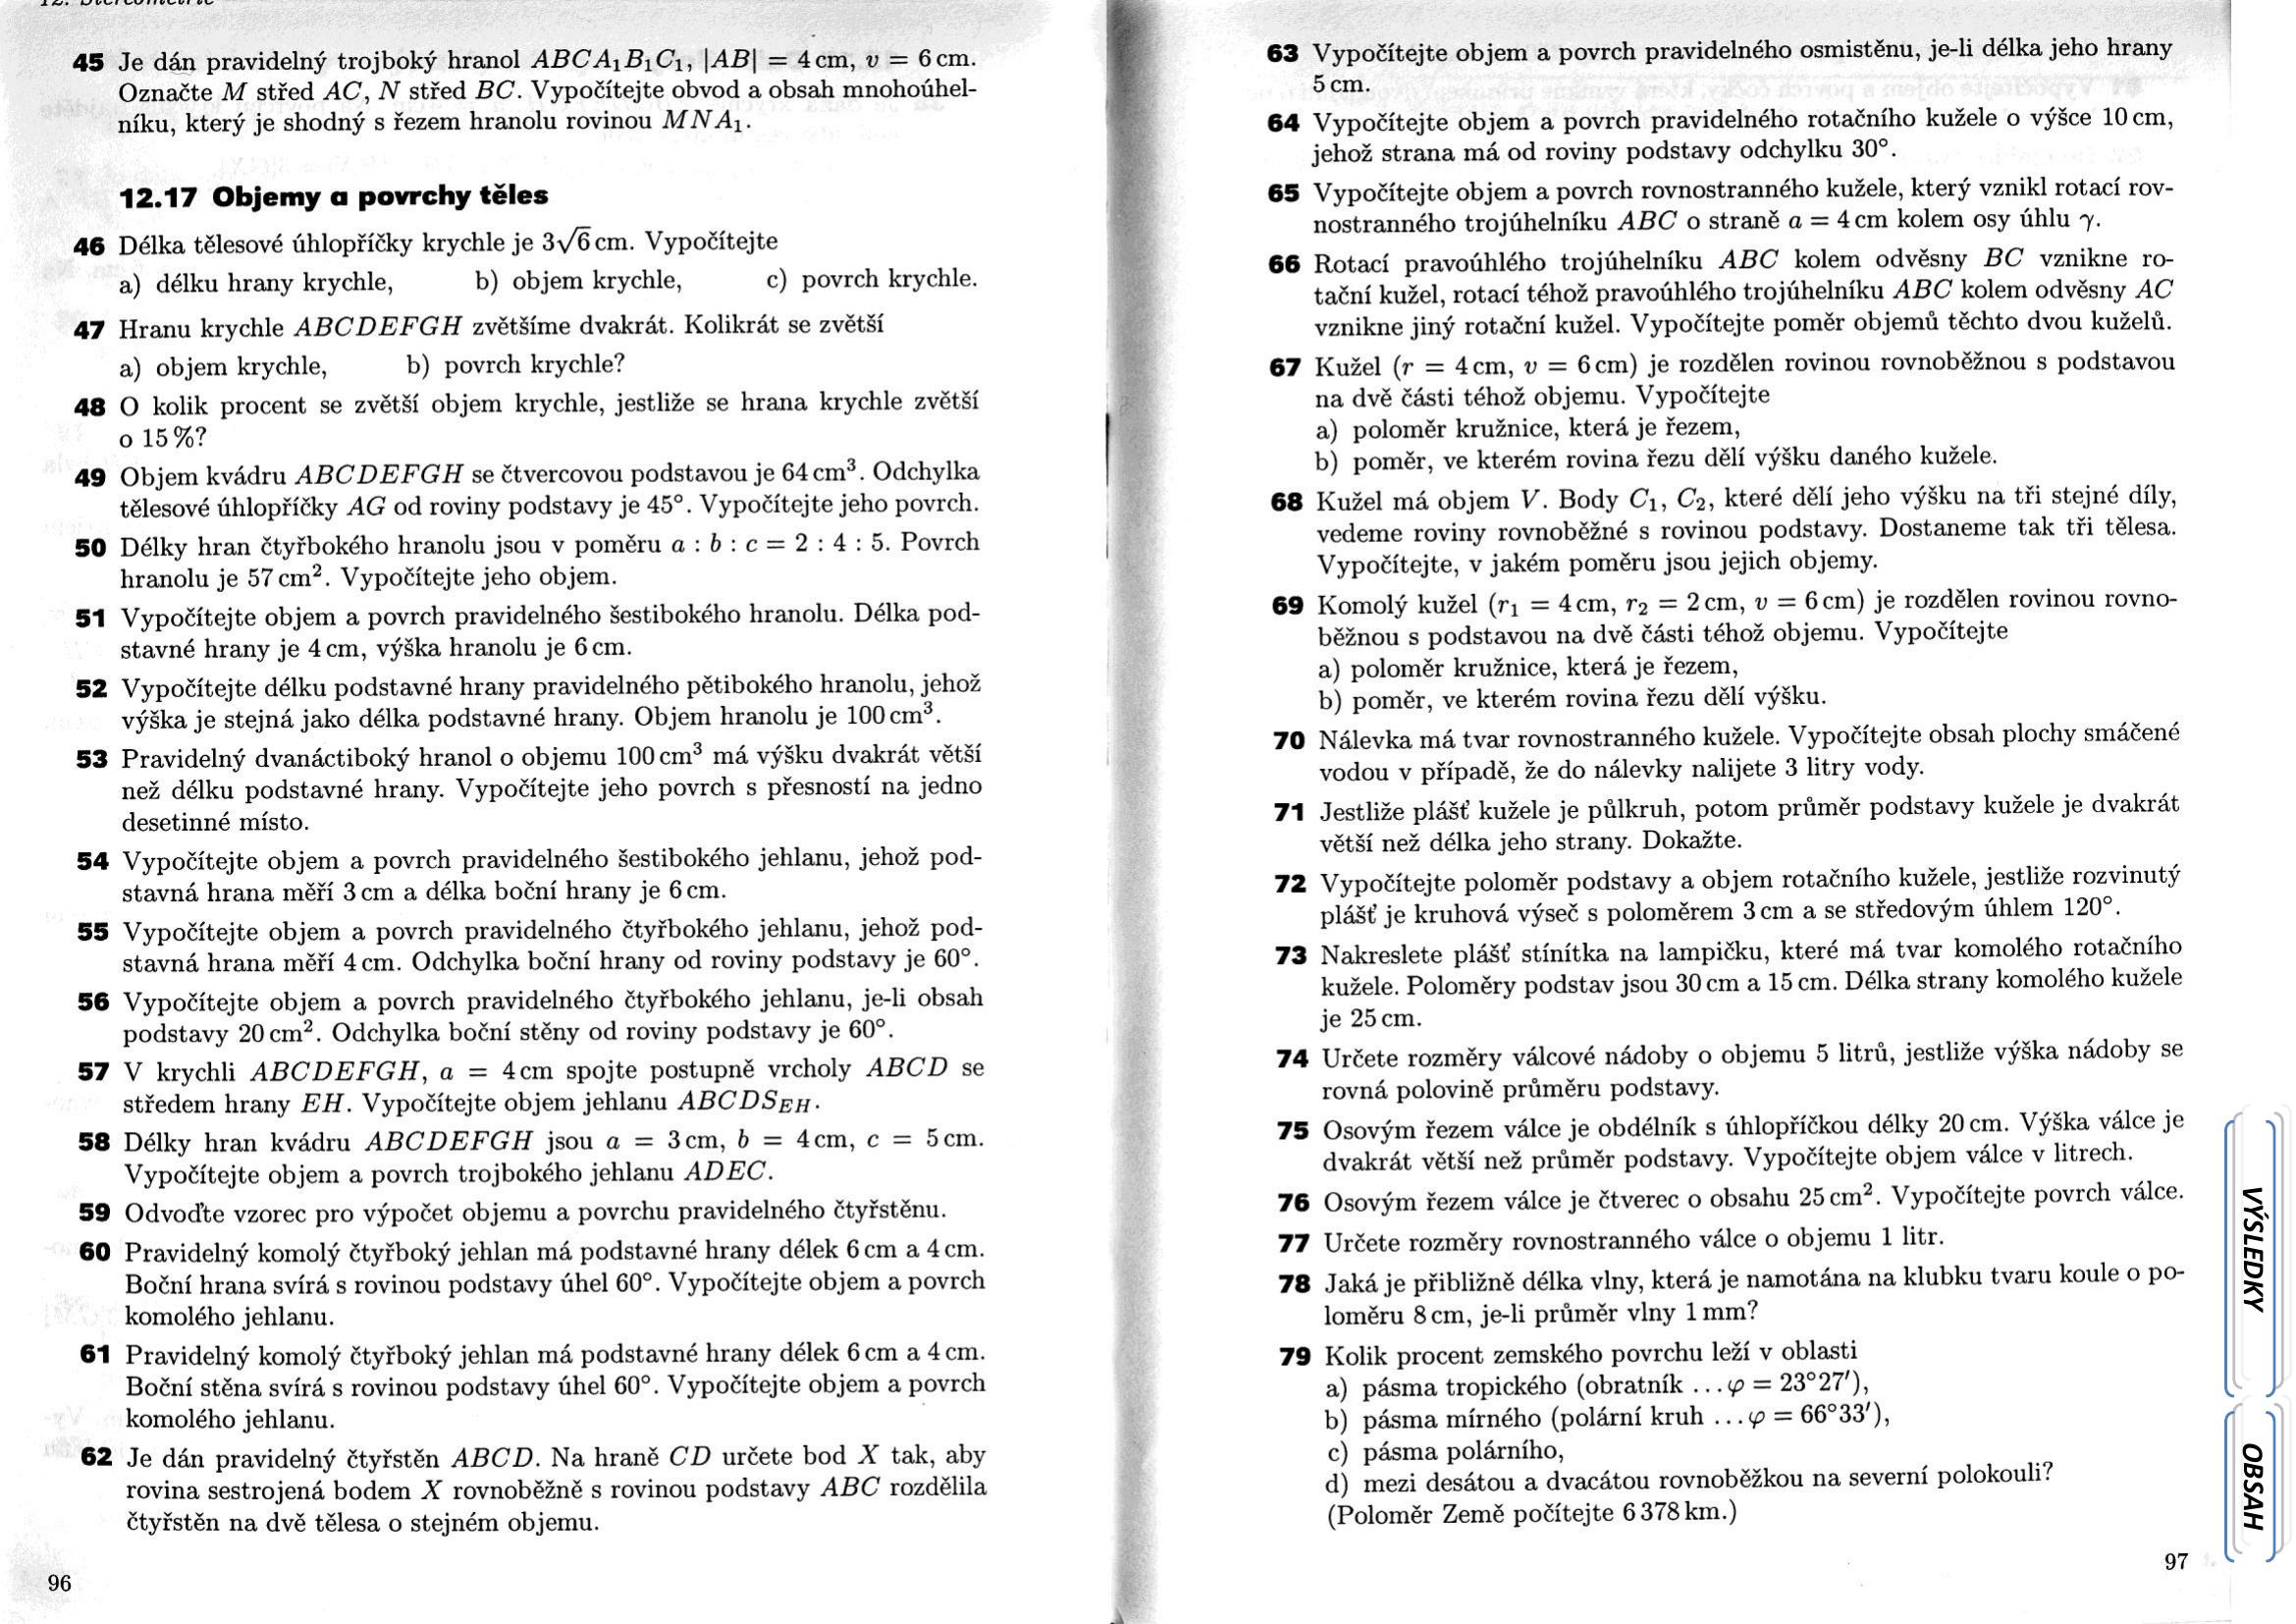 12. Stereometrie
45 Je dán pravidelný trojboký hranol ABCA₁B₁C₁, |AB| = 4 cm, v = 6 cm.
Označte M střed AC, N střed BC. Vypočítejte obvod a obsah mnohoúhel-
níku, který je shodný s řezem hranolu rovinou MNA₁.
12.17 Objemy a povrchy těles
46 Délka tělesové úhlopříčky krychle je 3√6 cm. Vypočítejte
a) délku hrany krychle, b) objem krychle, c) povrch krychle.
47 Hranu krychle ABCDEFGH zvětšíme dvakrát. Kolikrát se zvětší
a) objem krychle, b) povrch krychle?
48 O kolik procent se zvětší objem krychle, jestliže se hrana krychle zvětší
o 15 %?
49 Objem kvádru ABCDEFGH se čtvercovou podstavou je 64 cm³. Odchylka
tělesové úhlopříčky AG od roviny podstavy je 45°. Vypočítejte jeho povrch.
50 Délky hran čtyřbokého hranolu jsou v poměru a : b : c = 2 : 4 : 5. Povrch
hranolu je 57 cm². Vypočítejte jeho objem.
51 Vypočítejte objem a povrch pravidelného šestibokého hranolu. Délka pod-
stavné hrany je 4 cm, výška hranolu je 6 cm.
52 Vypočítejte délku podstavné hrany pravidelného pětibokého hranolu, jehož
výška je stejná jako délka podstavné hrany. Objem hranolu je 100 cm³.
53 Pravidelný dvanáctiboký hranol o objemu 100 cm³ má výšku dvakrát větší
než délku podstavné hrany. Vypočítejte jeho povrch s přesností na jedno
desetinné místo.
54 Vypočítejte objem a povrch pravidelného šestibokého jehlanu, jehož pod-
stavná hrana měří 3 cm a délka boční hrany je 6 cm.
55 Vypočítejte objem a povrch pravidelného čtyřbokého jehlanu, jehož pod-
stavná hrana měří 4 cm. Odchylka boční hrany od roviny podstavy je 60°.
56 Vypočítejte objem a povrch pravidelného čtyřbokého jehlanu, je-li obsah
podstavy 20 cm². Odchylka boční stěny od roviny podstavy je 60°.
57 V krychli ABCDEFGH, a = 4 cm spojte postupně vrcholy ABCD se
středem hrany EH. Vypočítejte objem jehlanu ABCDS_EH.
58 Délky hran kvádru ABCDEFGH jsou a = 3 cm, b = 4 cm, c = 5 cm.
Vypočítejte objem a povrch trojbokého jehlanu ADEC.
59 Odvoďte vzorec pro výpočet objemu a povrchu pravidelného čtyřstěnu.
60 Pravidelný komolý čtyřboký jehlan má podstavné hrany délek 6 cm a 4 cm.
Boční hrana svírá s rovinou podstavy úhel 60°. Vypočítejte objem a povrch
komolého jehlanu.
61 Pravidelný komolý čtyřboký jehlan má podstavné hrany délek 6 cm a 4 cm.
Boční stěna svírá s rovinou podstavy úhel 60°. Vypočítejte objem a povrch
komolého jehlanu.
62 Je dán pravidelný čtyřstěn ABCD. Na hraně CD určete bod X tak, aby
rovina sestrojená bodem X rovnoběžně s rovinou podstavy ABC rozdělila
čtyřstěn na dvě tělesa o stejném objemu.
96
63 Vypočítejte objem a povrch pravidelného osmistěnu, je-li délka jeho hrany
5 cm.
64 Vypočítejte objem a povrch pravidelného rotačního kužele o výšce 10 cm,
jehož strana má od roviny podstavy odchylku 30°.
65 Vypočítejte objem a povrch rovnostranného kužele, který vznikl rotací rov-
nostranného trojúhelníku ABC o straně a = 4 cm kolem osy úhlu γ.
66 Rotací pravoúhlého trojúhelníku ABC kolem odvěsny BC vznikne ro-
tační kužel, rotací téhož pravoúhlého trojúhelníku ABC kolem odvěsny AC
vznikne jiný rotační kužel. Vypočítejte poměr objemů těchto dvou kuželů.
67 Kužel (r = 4 cm, v = 6 cm) je rozdělen rovinou rovnoběžnou s podstavou
na dvě části téhož objemu. Vypočítejte
a) poloměr kružnice, která je řezem,
b) poměr, ve kterém rovina řezu dělí výšku daného kužele.
68 Kužel má objem V. Body C₁, C₂, které dělí jeho výšku na tři stejné díly,
vedeme roviny rovnoběžné s rovinou podstavy. Dostaneme tak tři tělesa.
Vypočítejte, v jakém poměru jsou jejich objemy.
69 Komolý kužel (r₁ = 4 cm, r₂ = 2 cm, v = 6 cm) je rozdělen rovinou rovno-
běžnou s podstavou na dvě části téhož objemu. Vypočítejte
a) poloměr kružnice, která je řezem,
b) poměr, ve kterém rovina řezu dělí výšku.
70 Nálevka má tvar rovnostranného kužele. Vypočítejte obsah plochy smáčené
vodou v případě, že do nálevky nalijete 3 litry vody.
71 Jestliže plášť kužele je půlkruh, potom průměr podstavy kužele je dvakrát
větší než délka jeho strany. Dokažte.
72 Vypočítejte poloměr podstavy a objem rotačního kužele, jestliže rozvinutý
plášť je kruhová výseč s poloměrem 3 cm a se středovým úhlem 120°.
73 Nakreslete plášť stínítka na lampičku, které má tvar komolého rotačního
kužele. Poloměry podstav jsou 30 cm a 15 cm. Délka strany komolého kužele
je 25 cm.
74 Určete rozměry válcové nádoby o objemu 5 litrů, jestliže výška nádoby se
rovná polovině průměru podstavy.
75 Osovým řezem válce je obdélník s úhlopříčkou délky 20 cm. Výška válce je
dvakrát větší než průměr podstavy. Vypočítejte objem válce v litrech.
76 Osovým řezem válce je čtverec o obsahu 25 cm². Vypočítejte povrch válce.
77 Určete rozměry rovnostranného válce o objemu 1 litr.
78 Jaká je přibližně délka vlny, která je namotána na klubku tvaru koule o po-
loměru 8 cm, je-li průměr vlny 1 mm?
79 Kolik procent zemského povrchu leží v oblasti
a) pásma tropického (obratník ...φ = 23°27′),
b) pásma mírného (polární kruh ...φ = 66°33′),
c) pásma polárního,
d) mezi desátou a dvacátou rovnoběžkou na severní polokouli?
(Poloměr Země počítejte 6 378 km.)
97
VÝSLEDKY
OBSAH